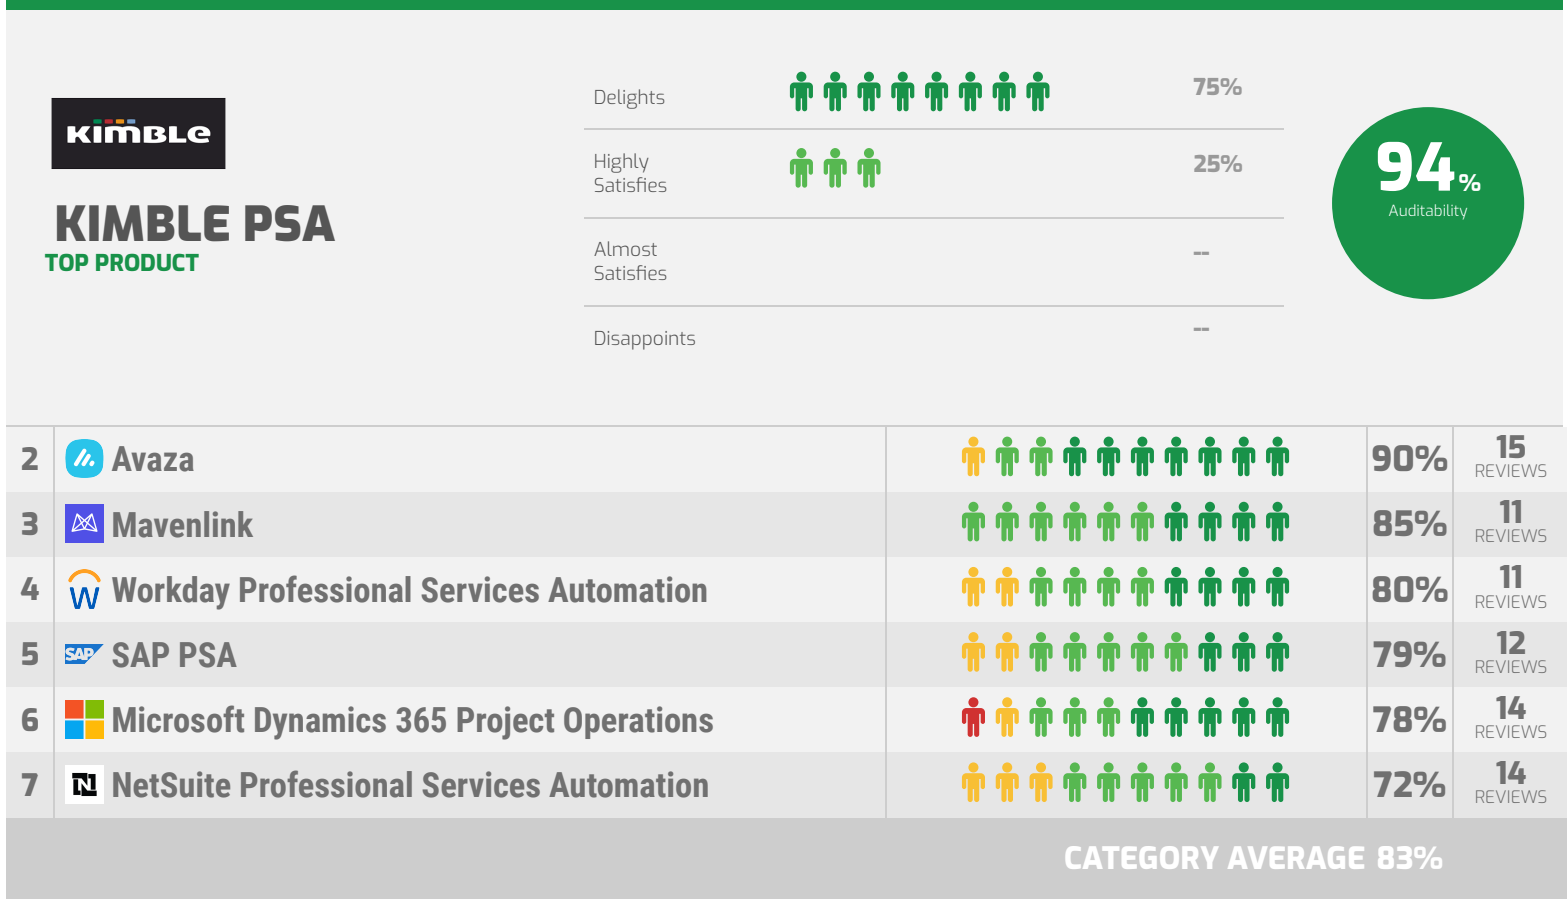 KIMBLE
KIMBLE PSA
TOP PRODUCT
Delights 75%
Highly
Satisfies 25%
Almost
Satisfies --
Disappoints --
94%
Auditability
2 Avaza 90% 15
REVIEWS
3 Mavenlink 85% 11
REVIEWS
4 W Workday Professional Services Automation 80% 11
REVIEWS
5 SAP SAP PSA 79% 12
REVIEWS
6 Microsoft Dynamics 365 Project Operations 78% 14
REVIEWS
7 N NetSuite Professional Services Automation 72% 14
REVIEWS
CATEGORY AVERAGE 83%